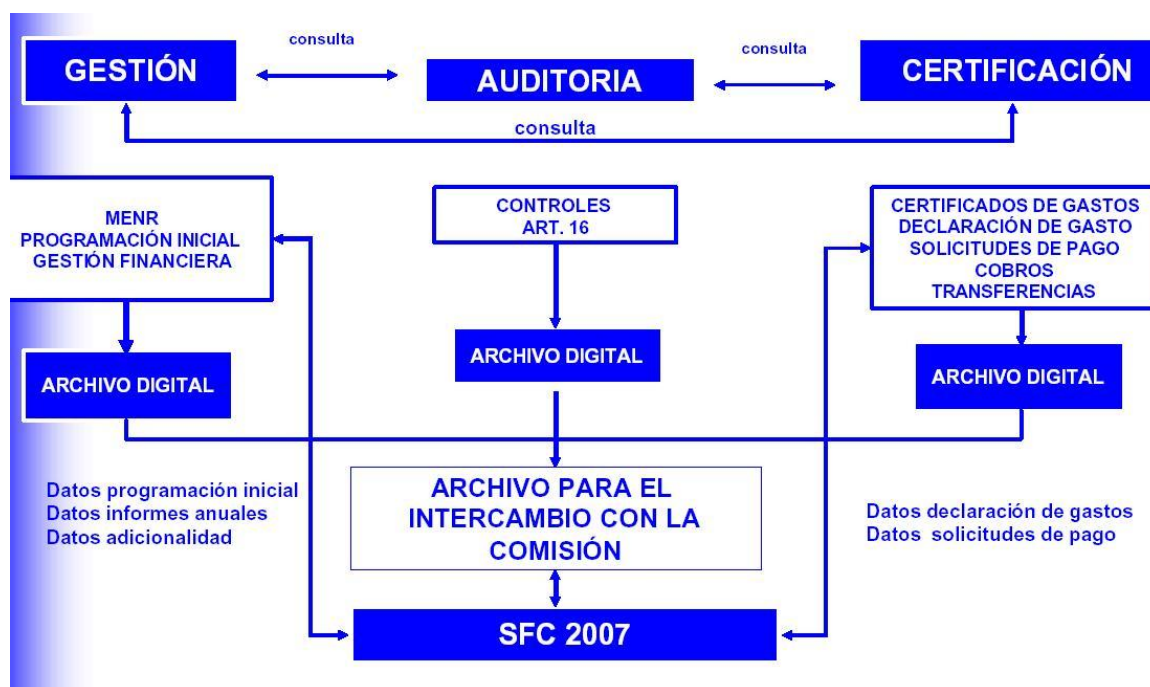 consulta
consulta
GESTIÓN
AUDITORIA
CERTIFICACIÓN
consulta
MENR
PROGRAMACIÓN INICIAL
GESTIÓN FINANCIERA
CONTROLES
ART. 16
CERTIFICADOS DE GASTOS
DECLARACIÓN DE GASTO
SOLICITUDES DE PAGO
COBROS
TRANSFERENCIAS
ARCHIVO DIGITAL
ARCHIVO DIGITAL
ARCHIVO DIGITAL
Datos programación inicial
Datos informes anuales
Datos adicionalidad
ARCHIVO PARA EL
INTERCAMBIO CON LA
COMISIÓN
Datos declaración de gastos
Datos solicitudes de pago
SFC 2007